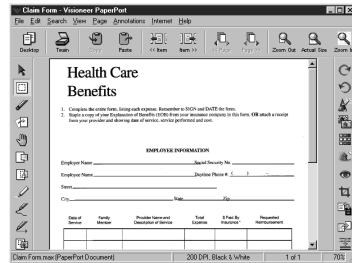 Claim Form - Visioneer PaperPort
File Edit Search View Page Annotations Internet Help
Desktop Train Paste << Item Item >> << Page Page >> Zoom Out Actual Size Zoom In
Health Care
Benefits
1. Complete the entire form, listing each expense. Remember to SIGN and DATE the form.
2. Staple a copy of your Explanation of Benefits (EOB) from your insurance company to this form, OR attach a receipt
from your provider and showing date of service, service performed and cost.
EMPLOYEE INFORMATION
Employee Name Social Security No.
Employee Name Daytime Phone # ( ) -
Street
City State Zip
Date of Service Family Member Provider Name and Description of Service Total Expense $ Paid By Insurance * Requested Reimbursement
Claim Form.max (PaperPort Document) 200 DPI, Black & White 1 of 1 70%